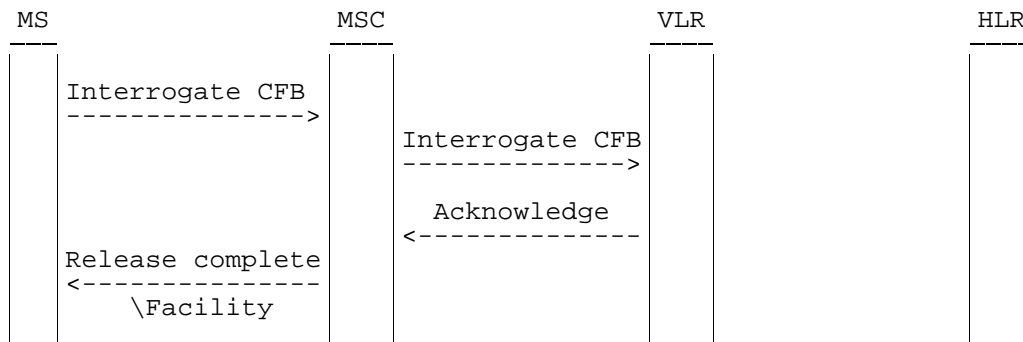 MS MSC VLR HLR
Interrogate CFB
--------------->
Interrogate CFB
-------------->
Acknowledge
<--------------
Release complete
<---------------
\Facility